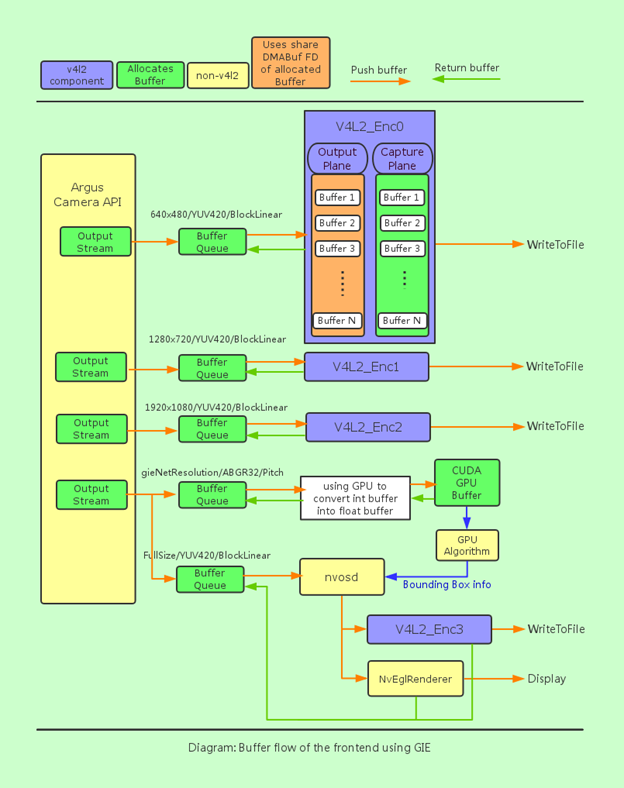 v4l2
component
Allocates
Buffer
non-v4l2
Uses share
DMABuf FD
of allocated
Buffer
Push buffer
Return buffer
V4L2_Enc0
Output
Plane
Capture
Plane
Buffer 1
Buffer 2
Buffer 3
Buffer N
Buffer 1
Buffer 2
Buffer 3
Buffer N
Argus
Camera API
640x480/YUV420/BlockLinear
Output
Stream
Buffer
Queue
WriteToFile
1280x720/YUV420/BlockLinear
Output
Stream
Buffer
Queue
V4L2_Enc1
WriteToFile
1920x1080/YUV420/BlockLinear
Output
Stream
Buffer
Queue
V4L2_Enc2
WriteToFile
gieNetResolution/ABGR32/Pitch
Output
Stream
Buffer
Queue
using GPU to
convert int buffer
into float buffer
CUDA
GPU
Buffer
GPU
Algorithm
FullSize/YUV420/BlockLinear
Buffer
Queue
nvosd
Bounding Box info
V4L2_Enc3
WriteToFile
NvEglRenderer
Display
Diagram: Buffer flow of the frontend using GIE